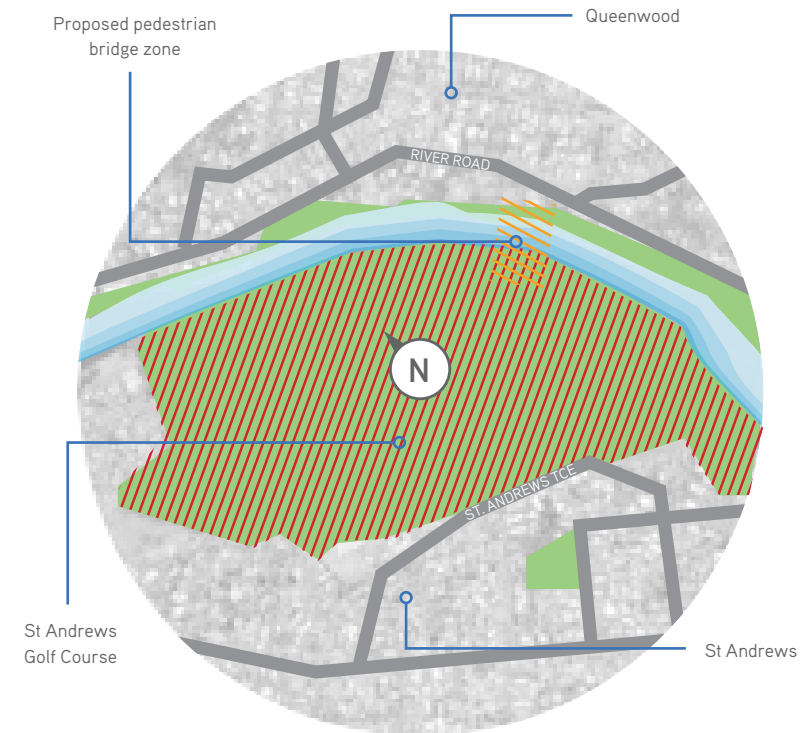 Proposed pedestrian
bridge zone
Queenwood
RIVER ROAD
N
ST. ANDREWS TCE
St Andrews
Golf Course
St Andrews